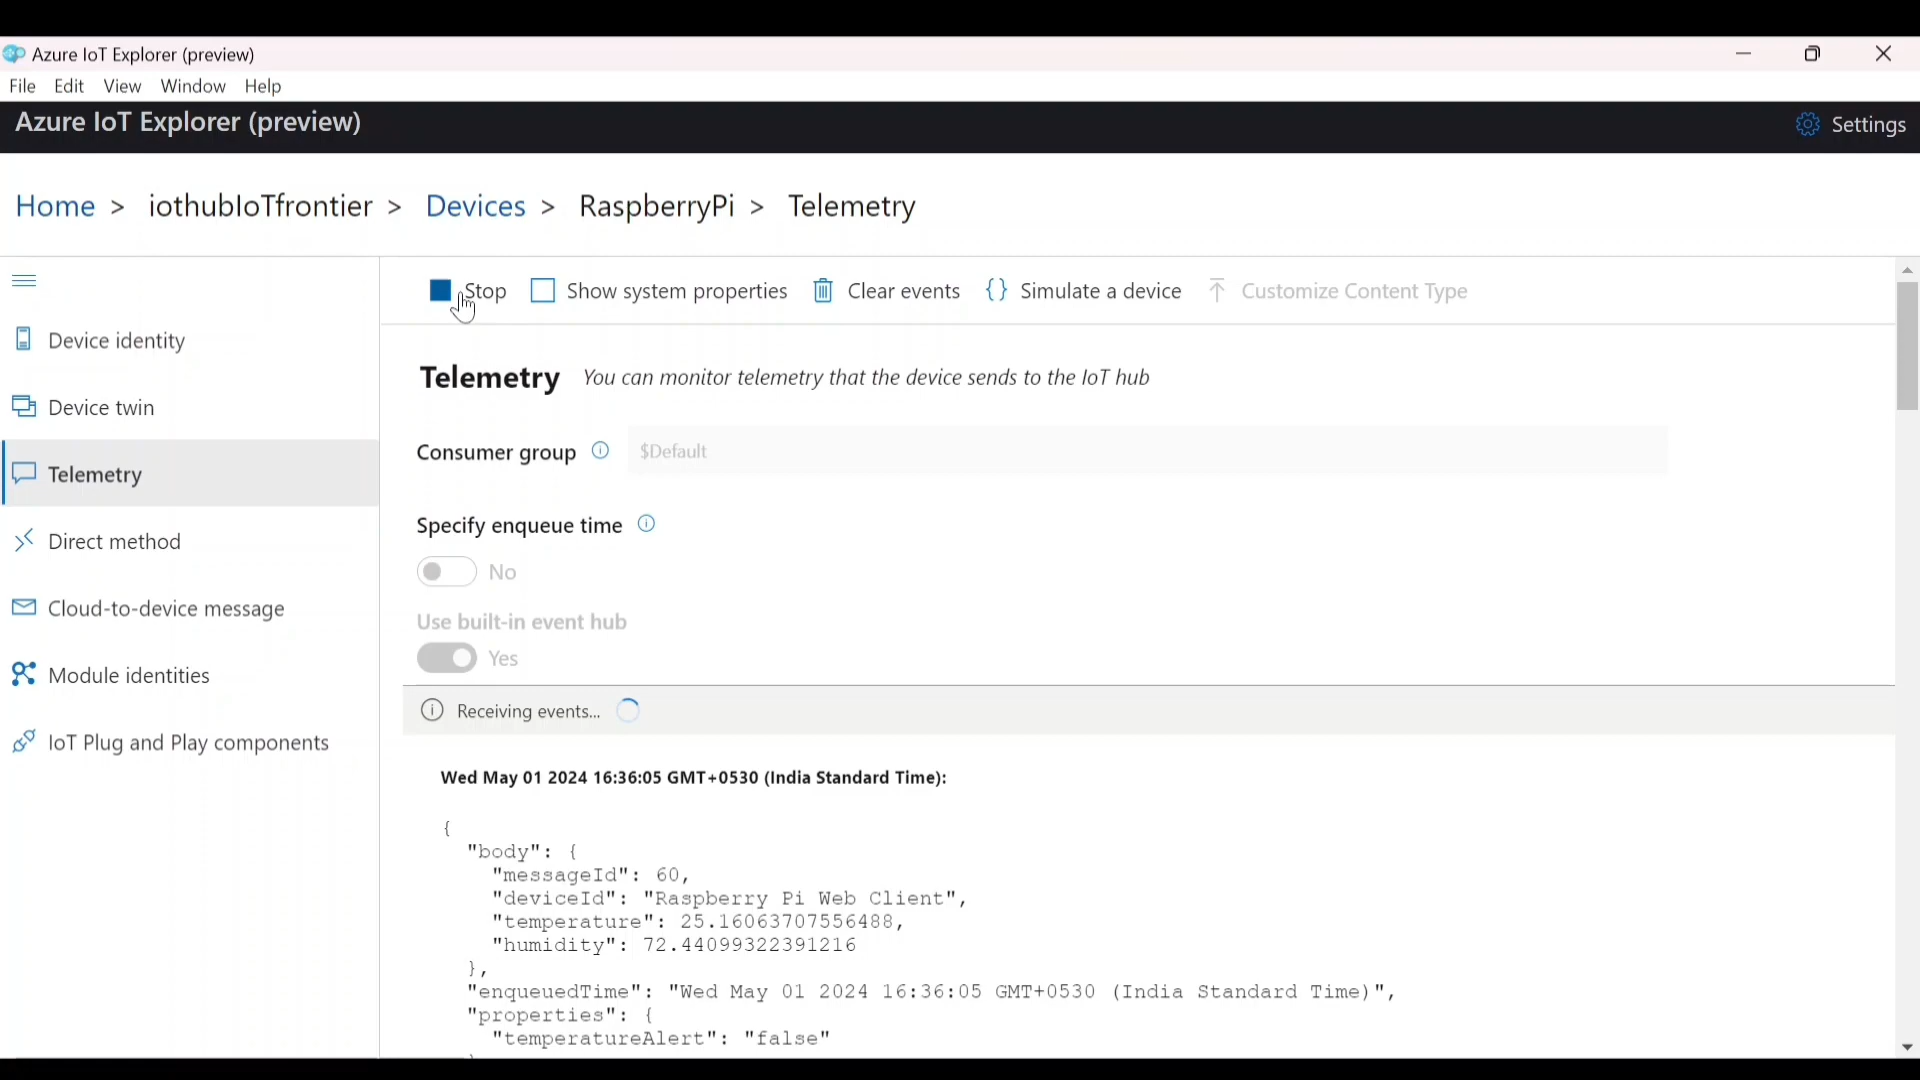 Azure IoT Explorer (preview)
File Edit View Window Help
Azure IoT Explorer (preview)
Settings
Home > iothubIoTfrontier > Devices > RaspberryPi > Telemetry
Stop Show system properties Clear events {} Simulate a device Customize Content Type
Device identity
Device twin
Telemetry
Direct method
Cloud-to-device message
Module identities
IoT Plug and Play components
Telemetry You can monitor telemetry that the device sends to the IoT hub
Consumer group $Default
Specify enqueue time
No
Use built-in event hub
Yes
Receiving events...
Wed May 01 2024 16:36:05 GMT+0530 (India Standard Time):
{
"body": {
"messageId": 60,
"deviceId": "Raspberry Pi Web Client",
"temperature": 25.16063707556488,
"humidity": 72.44099322391216
},
"enqueuedTime": "Wed May 01 2024 16:36:05 GMT+0530 (India Standard Time)",
"properties": {
"temperatureAlert": "false"